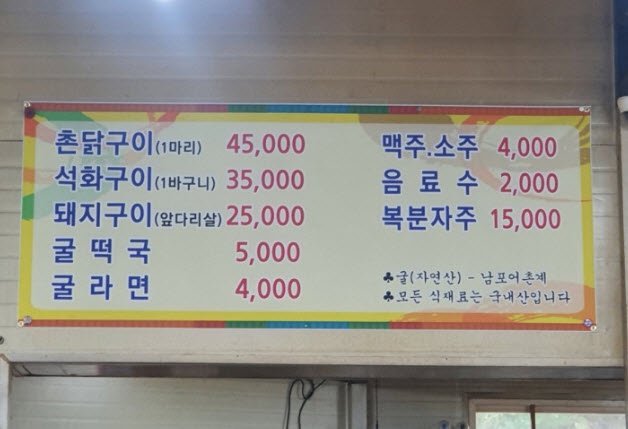 촌닭구이(1마리) 45,000
석화구이(1바구니) 35,000
돼지구이(앞다리살) 25,000
굴 떡 국 5,000
굴 라 면 4,000
맥주.소주 4,000
음 료 수 2,000
복분자주 15,000
♣굴(자연산) - 남포어촌계
♣모든 식재료는 국내산입니다